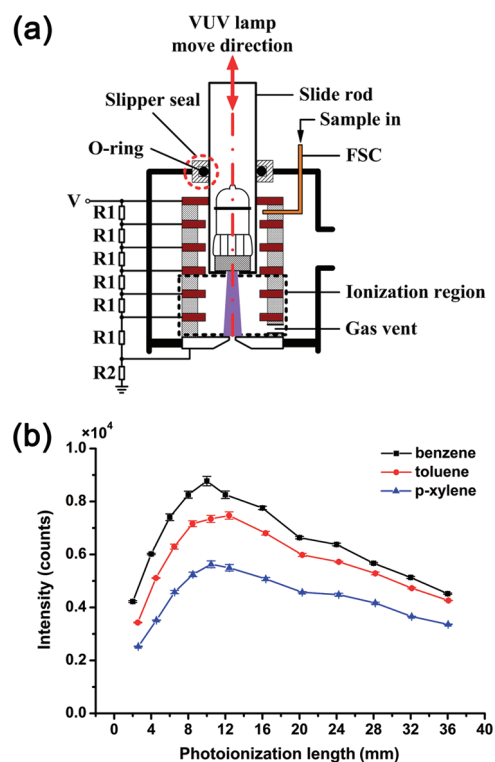 (a)
VUV lamp
move direction
Slipper seal
O-ring
Slide rod
Sample in
FSC
V
R1
R1
R1
R1
R1
R1
R2
Ionization region
Gas vent
(b)
×10⁴
1.0
0.8
0.6
0.4
0.2
0.0
Intensity (counts)
benzene
toluene
p-xylene
0 4 8 12 16 20 24 28 32 36 40
Photoionization length (mm)